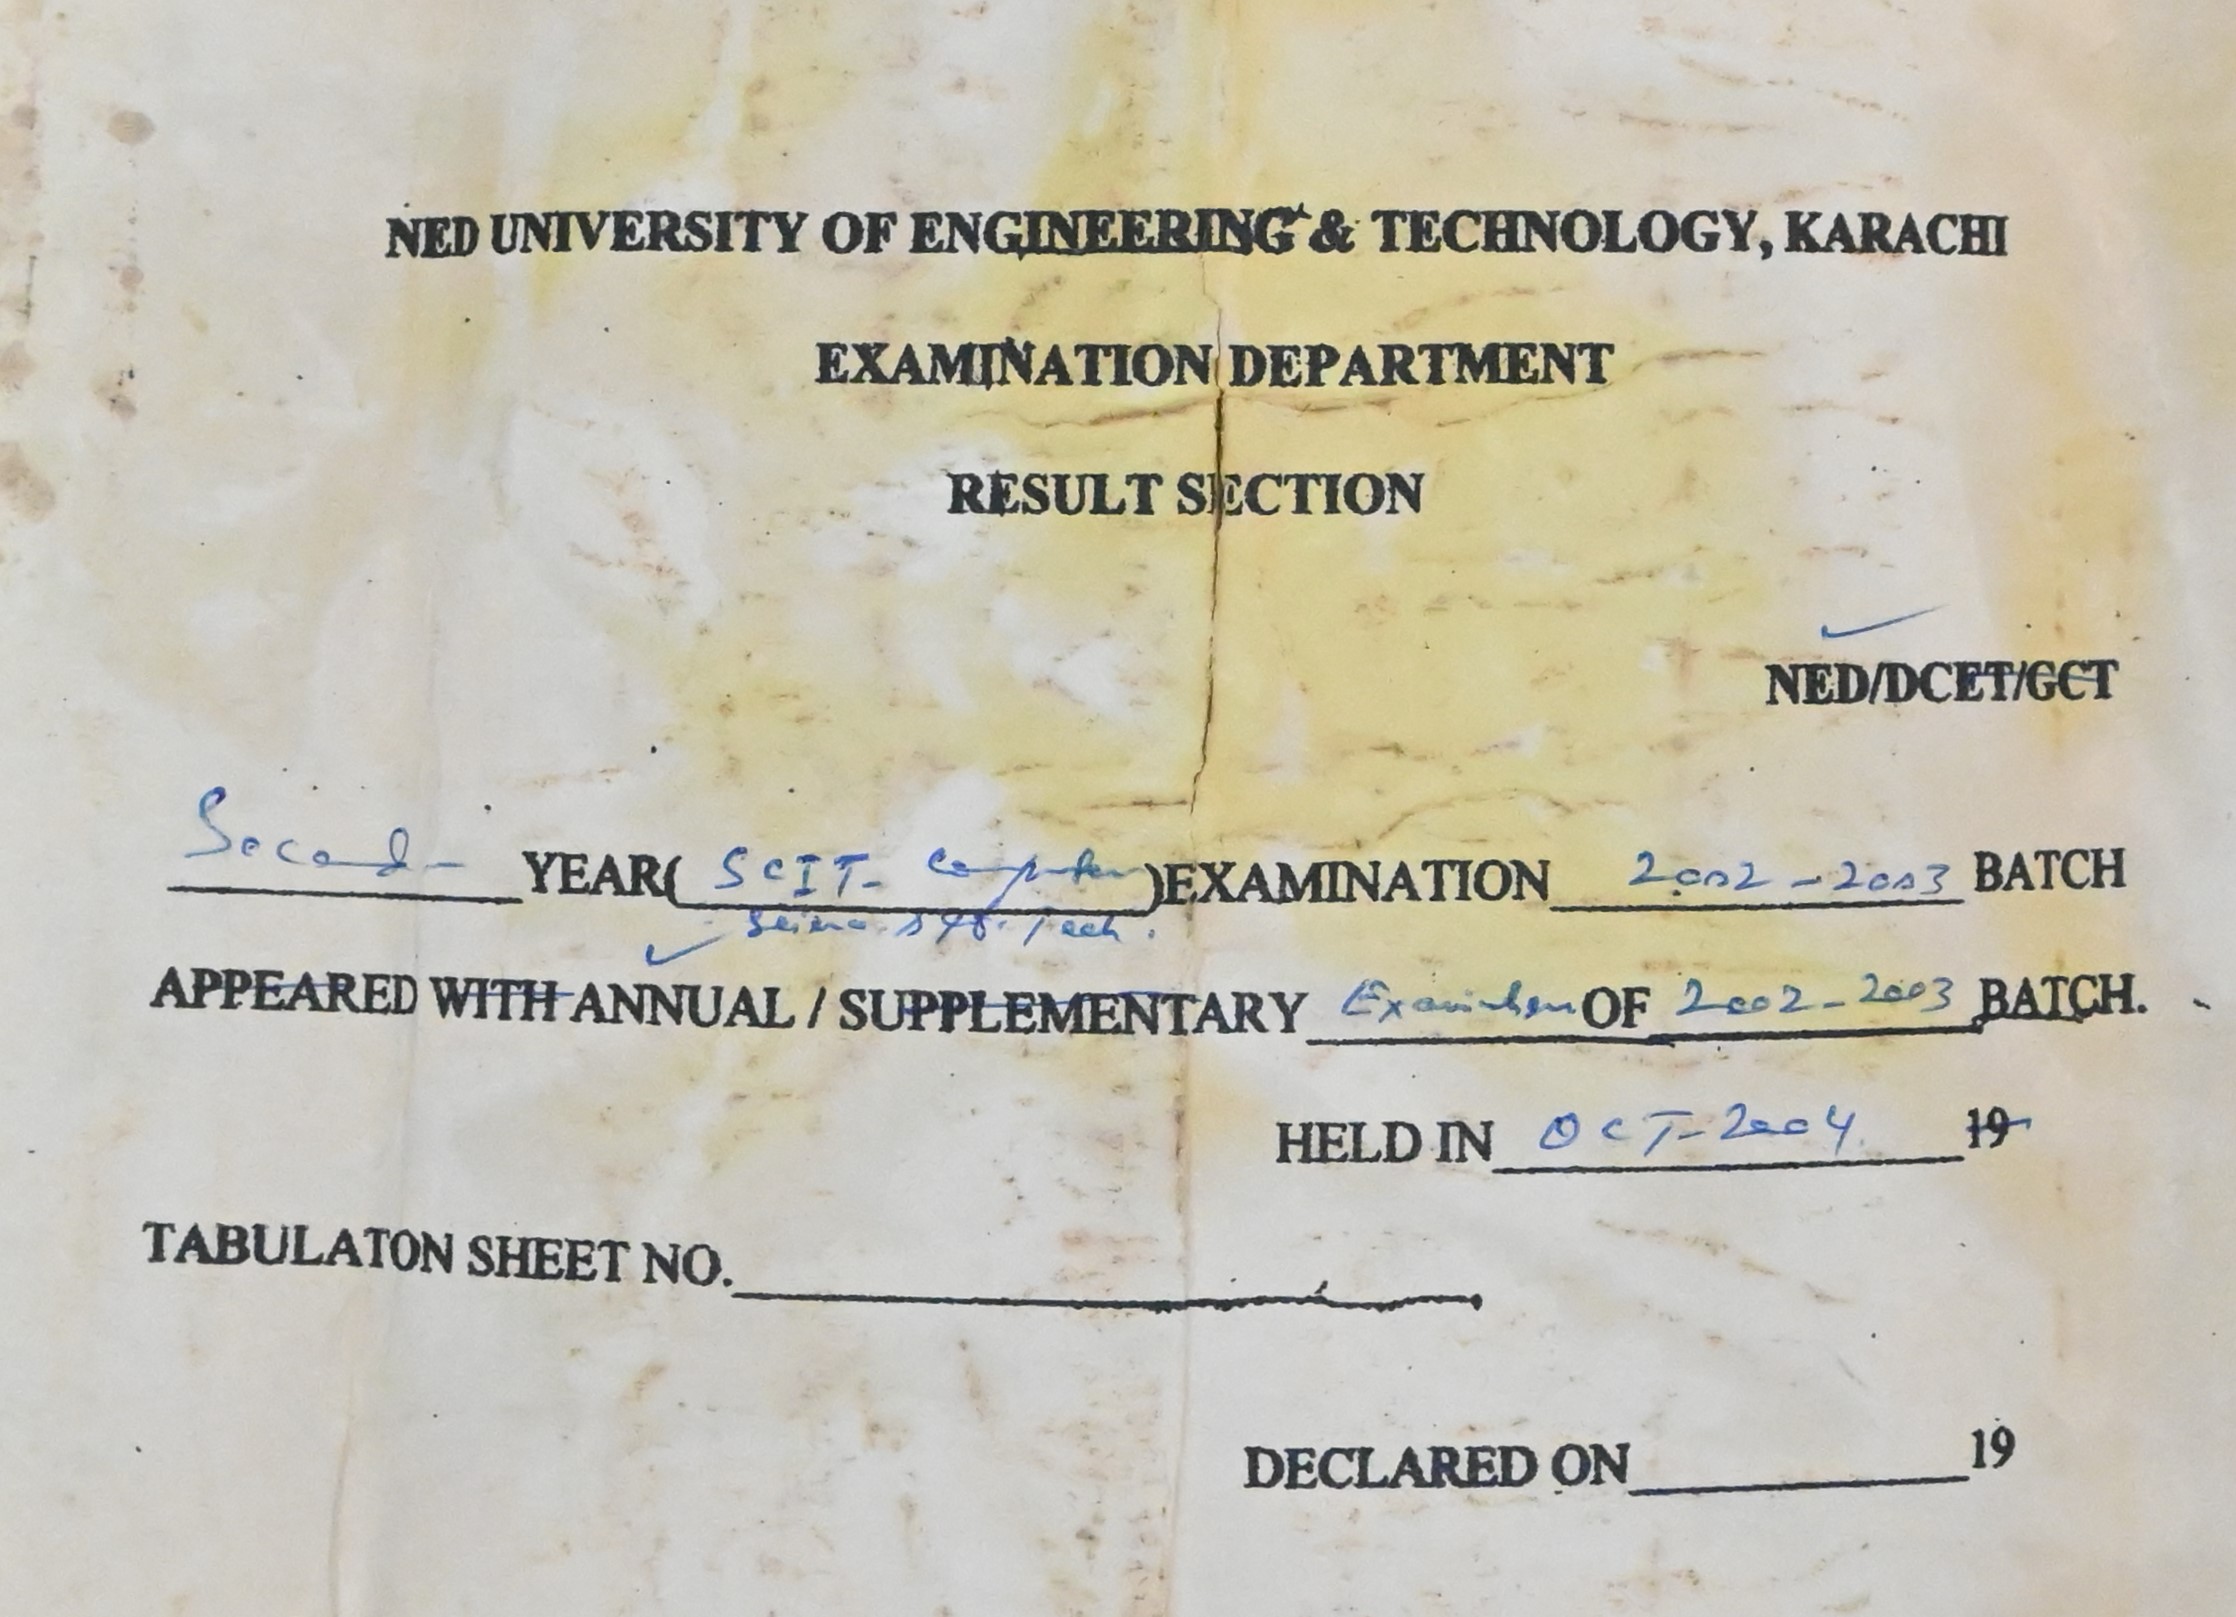 NED UNIVERSITY OF ENGINEERING & TECHNOLOGY, KARACHI
EXAMINATION DEPARTMENT
RESULT SECTION
NED/DCET/GCT
Second YEAR( SCIT- Computer )EXAMINATION 2002-2003 BATCH
Tech.
APPEARED WITH ANNUAL / SUPPLEMENTARY Examination OF 2002-2003 BATCH.
HELD IN OCT-2004 19
TABULATON SHEET NO.
DECLARED ON 19